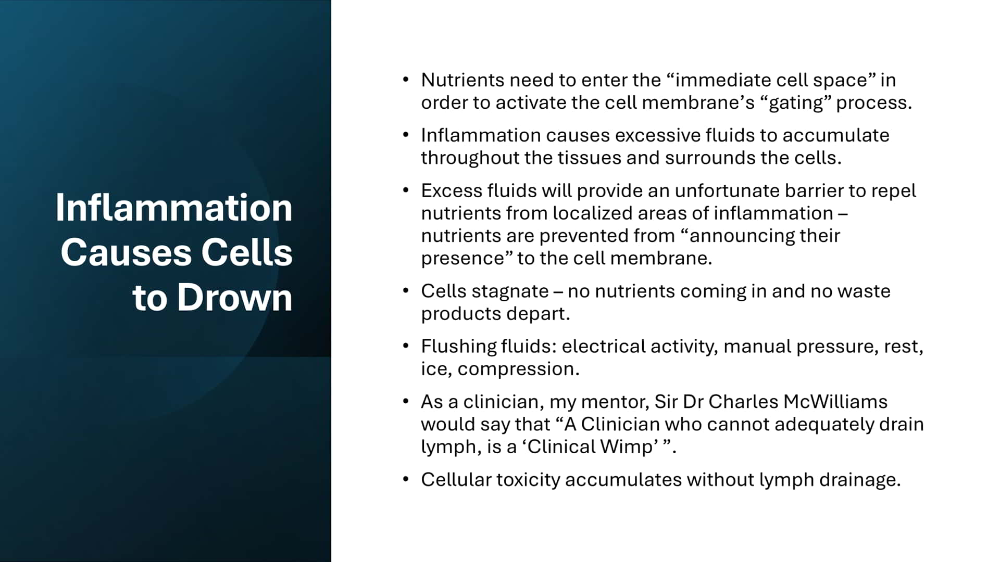 Inflammation
Causes Cells
to Drown
• Nutrients need to enter the “immediate cell space” in
order to activate the cell membrane’s “gating” process.
• Inflammation causes excessive fluids to accumulate
throughout the tissues and surrounds the cells.
• Excess fluids will provide an unfortunate barrier to repel
nutrients from localized areas of inflammation –
nutrients are prevented from “announcing their
presence” to the cell membrane.
• Cells stagnate – no nutrients coming in and no waste
products depart.
• Flushing fluids: electrical activity, manual pressure, rest,
ice, compression.
• As a clinician, my mentor, Sir Dr Charles McWilliams
would say that “A Clinician who cannot adequately drain
lymph, is a ‘Clinical Wimp’ ”.
• Cellular toxicity accumulates without lymph drainage.